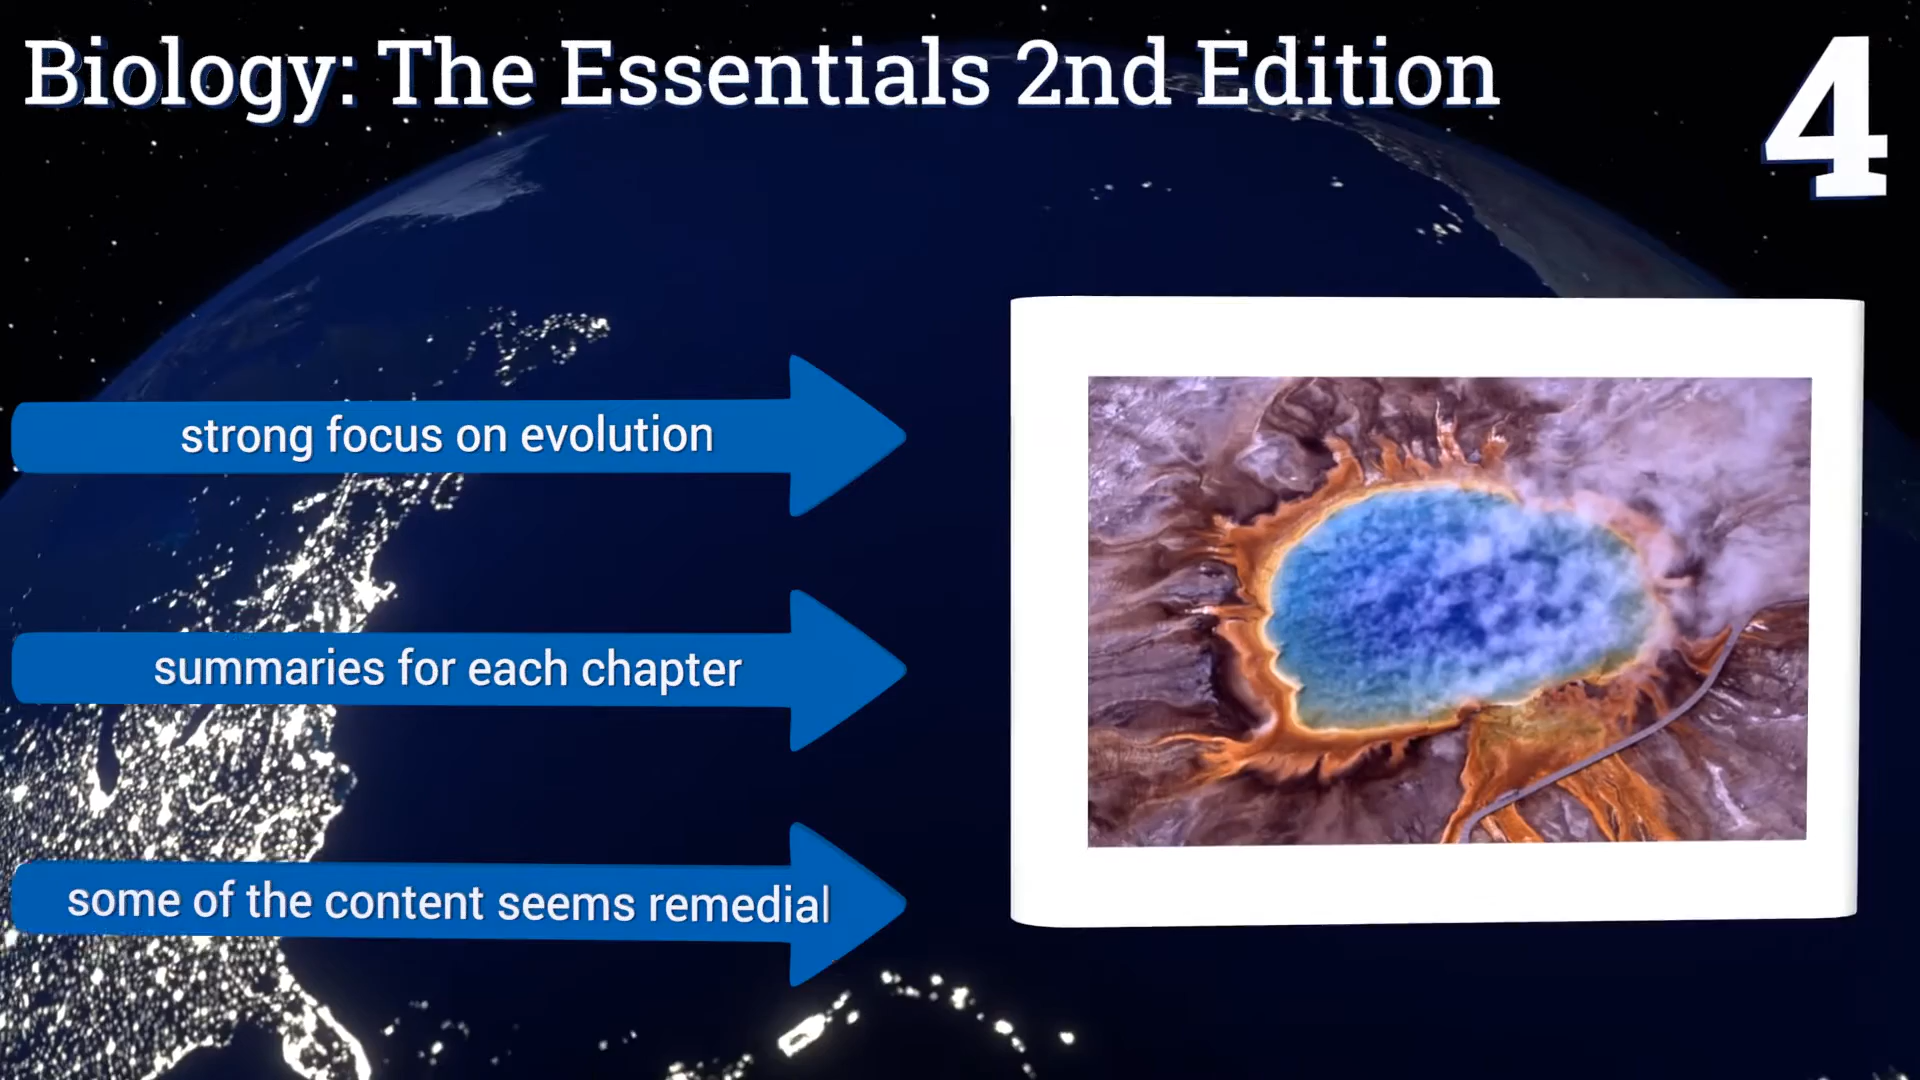 Biology: The Essentials 2nd Edition
4
strong focus on evolution
summaries for each chapter
some of the content seems remedial